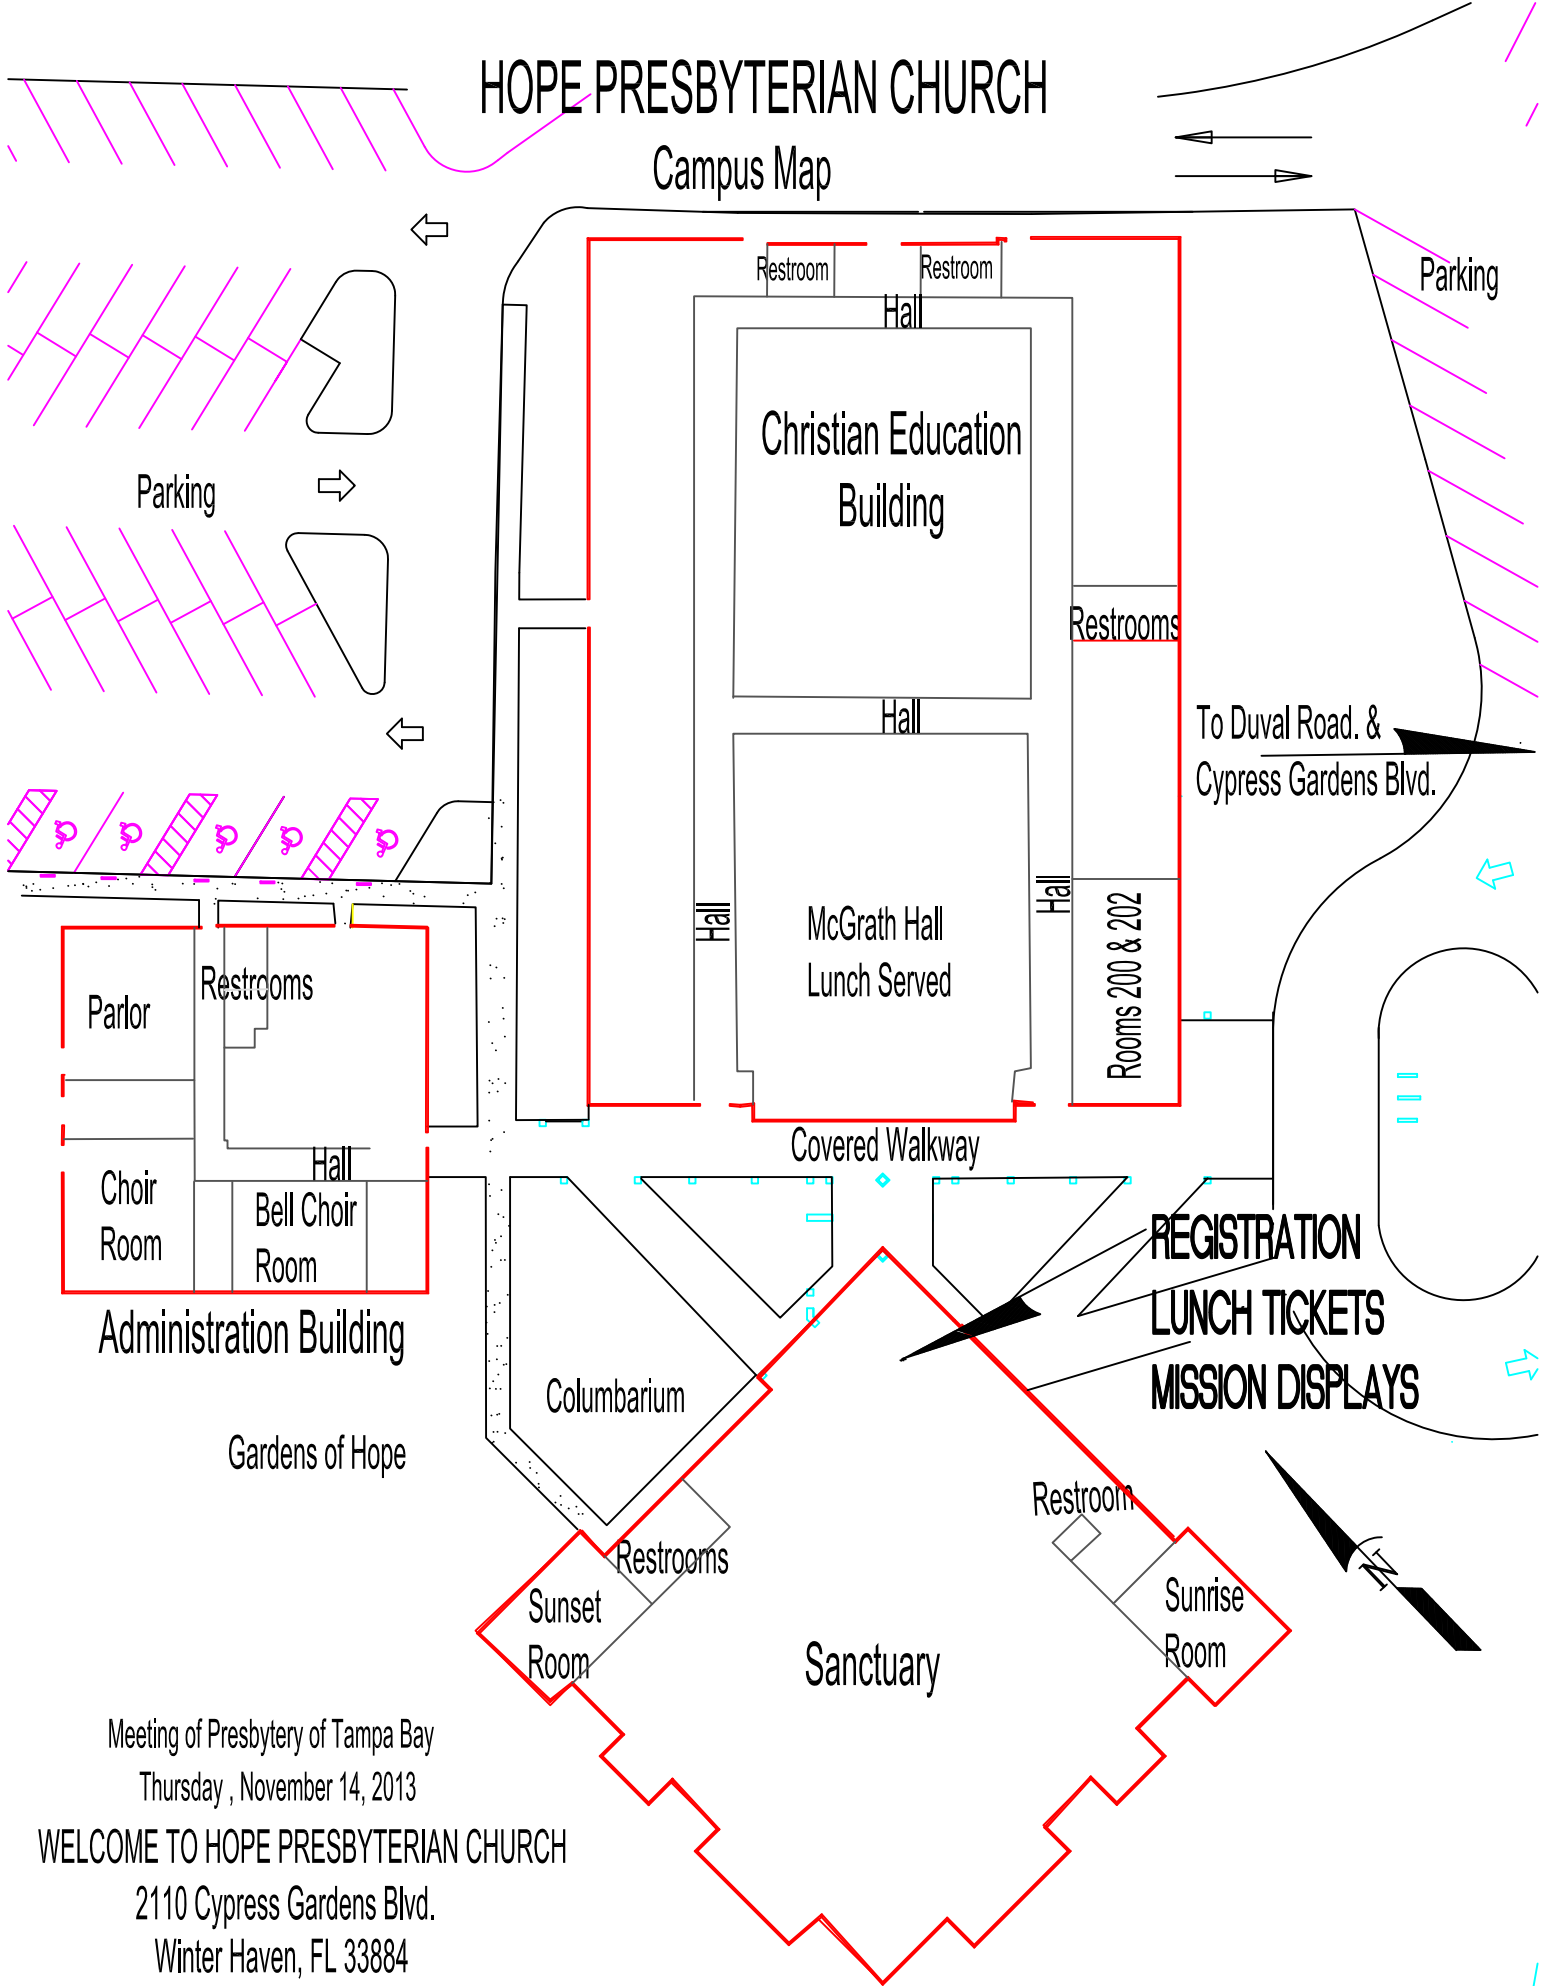 HOPE PRESBYTERIAN CHURCH
Campus Map
Restroom
Restroom
Parking
Hall
Christian Education
Building
Parking
Restrooms
Hall
To Duval Road. &
Cypress Gardens Blvd.
Hall
Hall
McGrath Hall
Lunch Served
Rooms 200 & 202
Restrooms
Parlor
Covered Walkway
Hall
Choir
Room
Bell Choir
Room
REGISTRATION
LUNCH TICKETS
MISSION DISPLAYS
Administration Building
Columbarium
Gardens of Hope
Restroom
Restrooms
N
Sunset
Room
Sunrise
Room
Sanctuary
Meeting of Presbytery of Tampa Bay
Thursday , November 14, 2013
WELCOME TO HOPE PRESBYTERIAN CHURCH
2110 Cypress Gardens Blvd.
Winter Haven, FL 33884